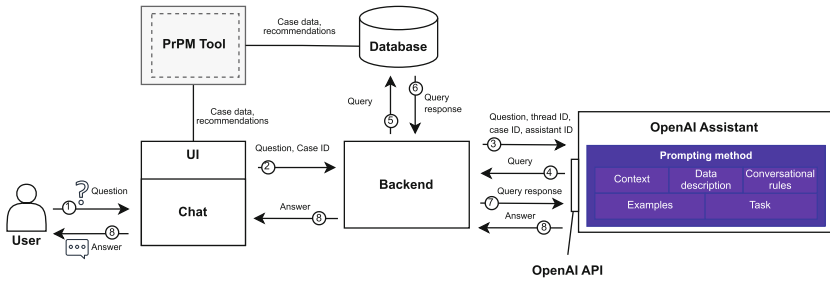 PrPM Tool
Case data,
recommendations
Database
Case data,
recommendations
Query
5
6
Query
response
UI
Chat
Question, Case ID
2
Answer
8
Backend
Question, thread ID,
case ID, assistant ID
3
Query
4
Query response
7
Answer
8
OpenAI Assistant
Prompting method
Context
Data
description
Conversational
rules
Examples
Task
OpenAI API
User
?
Question
1
8
Answer